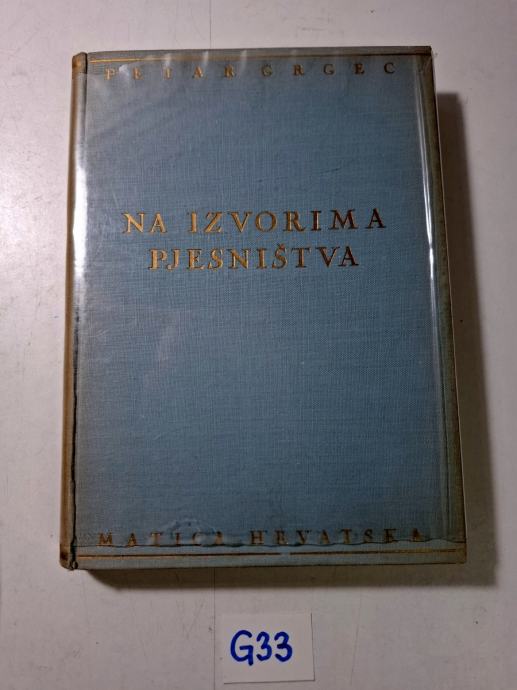 PETAR GRGEC
NA IZVORIMA
PJESNIŠTVA
MATICA HRVATSKA
G33